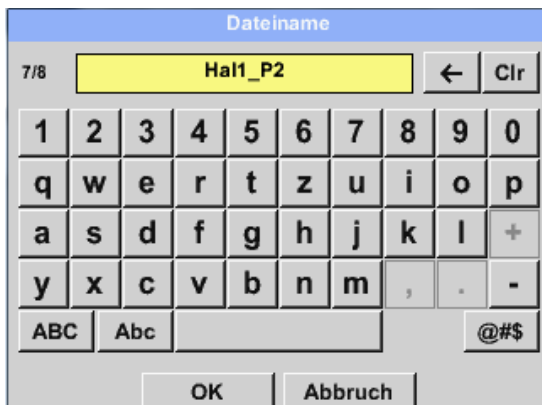 Dateiname
7/8 Hal1_P2 ← Clr
1 2 3 4 5 6 7 8 9 0
q w e r t z u i o p
a s d f g h j k l +
y x c v b n m , . -
ABC Abc @#$
OK Abbruch